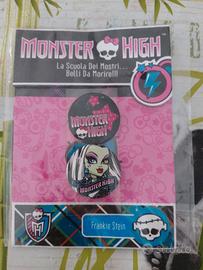 MONSTER HIGH
La Scuola Dei Mostri...
Belli Da Morire!!!
MONSTER
HIGH
MONSTER HIGH
Frankie Stein